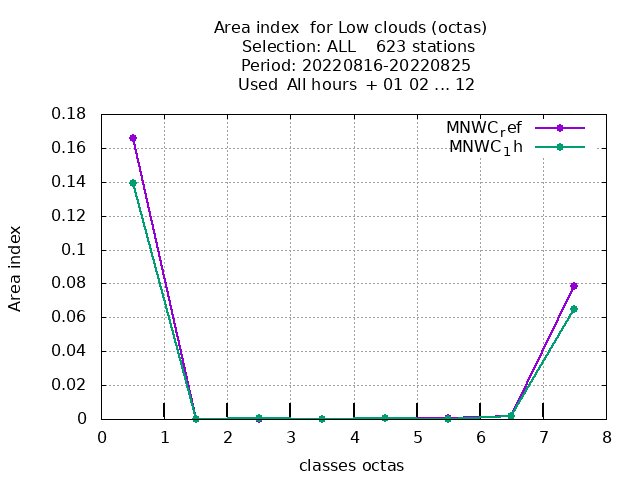 Area index  for Low clouds (octas)
Selection: ALL    623 stations
Period: 20220816-20220825
Used  All hours  + 01 02 ... 12
MNWCref
MNWC1h
0.18
0.16
0.14
0.12
0.1
0.08
0.06
0.04
0.02
0
Area index
0 1 2 3 4 5 6 7 8
classes octas